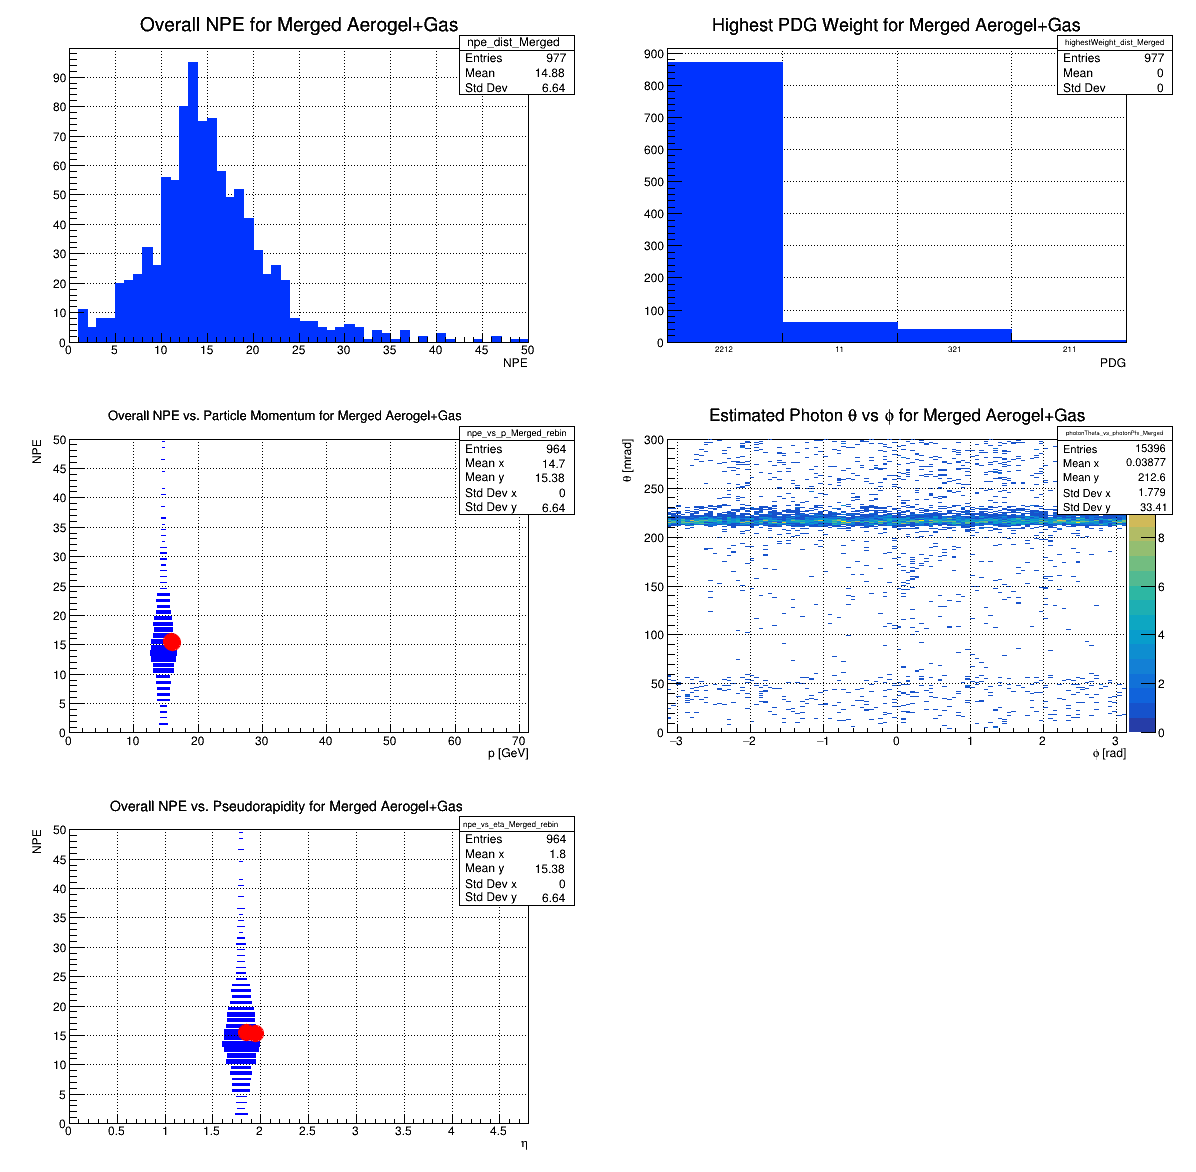 Overall NPE for Merged Aerogel+Gas
npe_dist_Merged
Entries 977
Mean 14.88
Std Dev 6.64
90
80
70
60
50
40
30
20
10
0 5 10 15 20 25 30 35 40 45 50
NPE
Highest PDG Weight for Merged Aerogel+Gas
highestWeight_dist_Merged
Entries 977
Mean 0
Std Dev 0
900
800
700
600
500
400
300
200
100
0
2212 11 321 211
PDG
Overall NPE vs. Particle Momentum for Merged Aerogel+Gas
npe_vs_p_Merged_rebin
Entries 964
Mean x 14.7
Mean y 15.38
Std Dev x 0
Std Dev y 6.64
NPE
50
45
40
35
30
25
20
15
10
5
0
0 10 20 30 40 50 60 70
p [GeV]
Estimated Photon θ vs ϕ for Merged Aerogel+Gas
photonTheta_vs_photonPhi_Merged
Entries 15396
Mean x 0.03877
Mean y 212.6
Std Dev x 1.779
Std Dev y 33.41
θ [mrad]
300
250
200
150
100
50
0
−3 −2 −1 0 1 2 3
ϕ [rad]
8
6
4
2
0
Overall NPE vs. Pseudorapidity for Merged Aerogel+Gas
npe_vs_eta_Merged_rebin
Entries 964
Mean x 1.8
Mean y 15.38
Std Dev x 0
Std Dev y 6.64
NPE
50
45
40
35
30
25
20
15
10
5
0
0 0.5 1 1.5 2 2.5 3 3.5 4 4.5
η